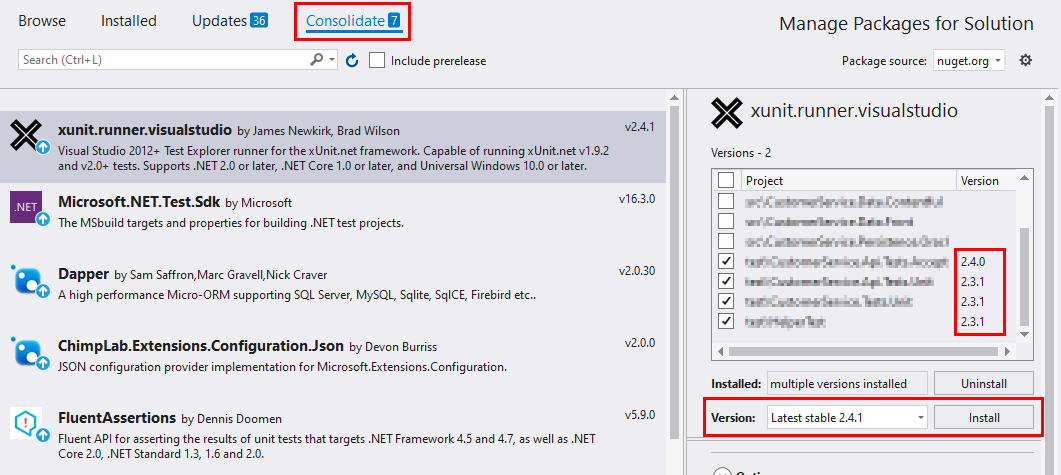 Browse Installed Updates 36 Consolidate 7 Manage Packages for Solution
Search (Ctrl+L) Include prerelease Package source: nuget.org
xunit.runner.visualstudio by James Newkirk, Brad Wilson v2.4.1
Visual Studio 2012+ Test Explorer runner for the xUnit.net framework. Capable of running xUnit.net v1.9.2
and v2.0+ tests. Supports .NET 2.0 or later, .NET Core 1.0 or later, and Universal Windows 10.0 or later.
.NET
Microsoft.NET.Test.Sdk by Microsoft v16.3.0
The MSbuild targets and properties for building .NET test projects.
Dapper by Sam Saffron,Marc Gravell,Nick Craver v2.0.30
A high performance Micro-ORM supporting SQL Server, MySQL, Sqlite, SqlCE, Firebird etc..
ChimpLab.Extensions.Configuration.Json by Devon Burriss v2.0.0
JSON configuration provider implementation for Microsoft.Extensions.Configuration.
FluentAssertions by Dennis Doomen v5.9.0
Fluent API for asserting the results of unit tests that targets .NET Framework 4.5 and 4.7, as well as .NET
Core 2.0, .NET Standard 1.3, 1.6 and 2.0.
xunit.runner.visualstudio
Versions - 2
Project Version
2.4.0
2.3.1
2.3.1
2.3.1
Installed: multiple versions installed Uninstall
Version: Latest stable 2.4.1 Install